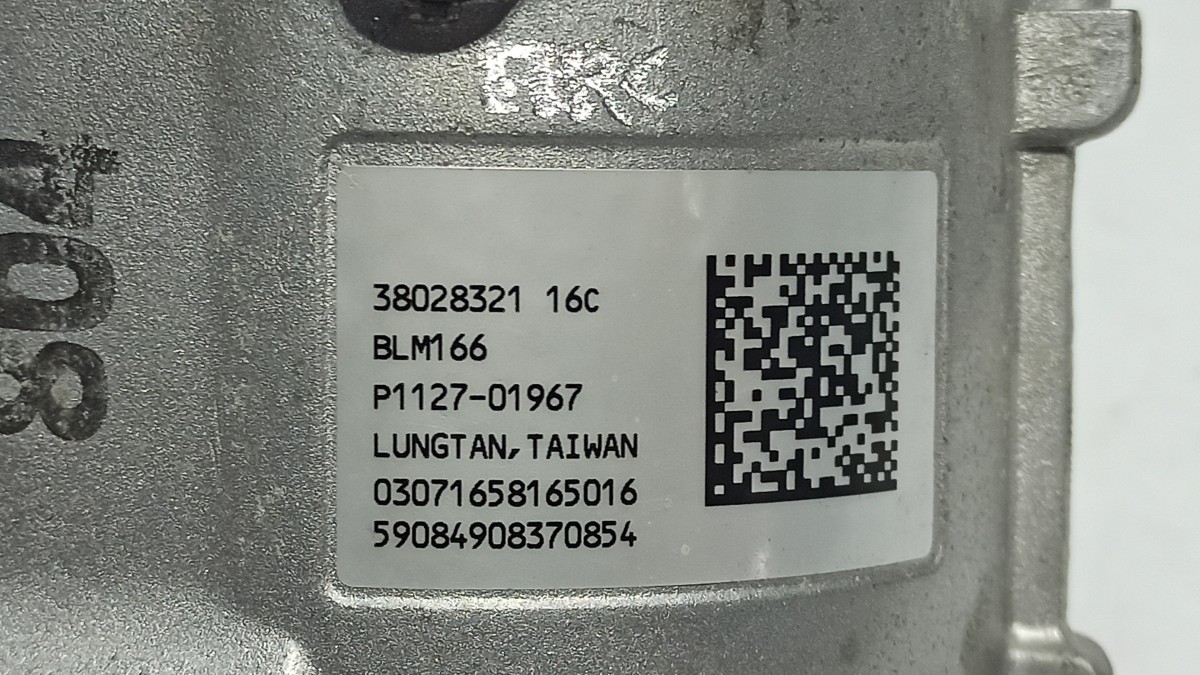 38028321 16C
BLM166
P1127-01967
LUNGTAN,TAIWAN
03071658165016
59084908370854